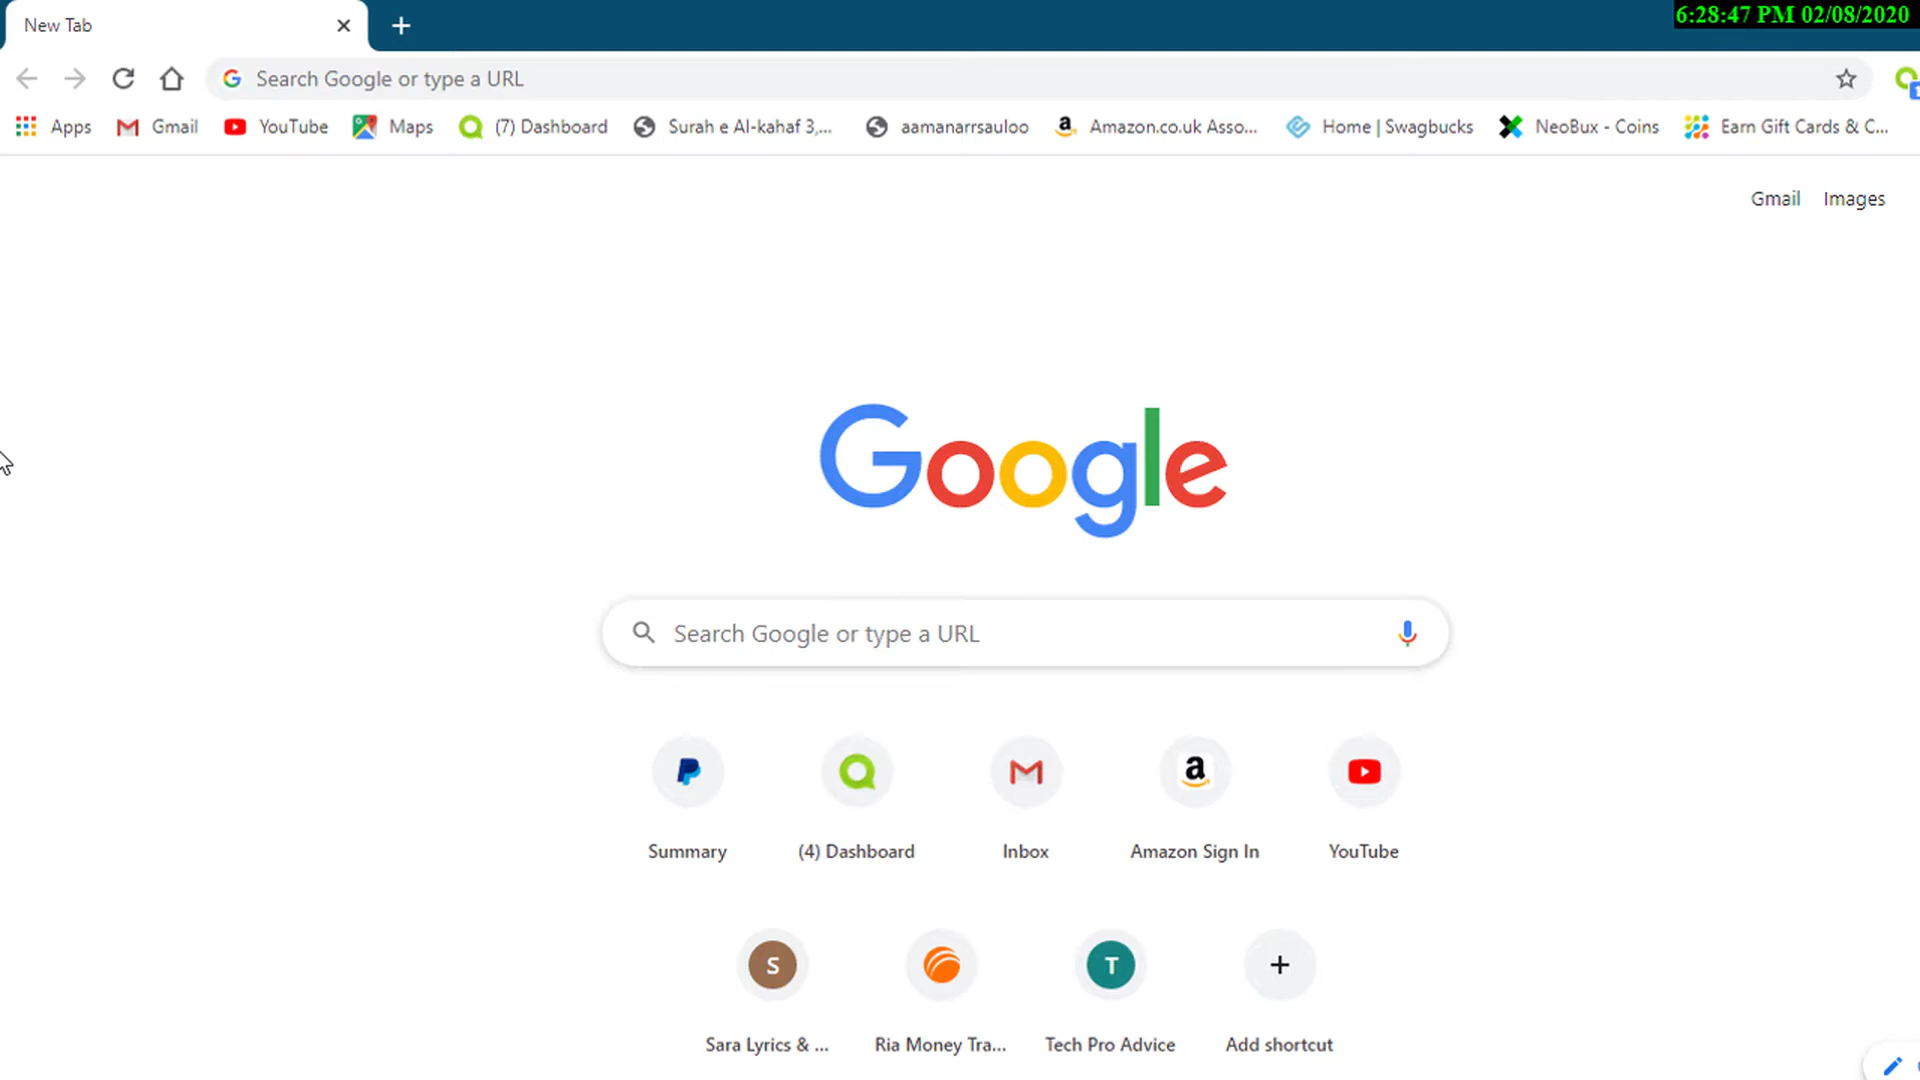 New Tab
6:28:47 PM 02/08/2020
Search Google or type a URL
Apps Gmail YouTube Maps (7) Dashboard Surah e Al-kahaf 3,... aamanarrsauloo Amazon.co.uk Asso... Home | Swagbucks NeoBux - Coins Earn Gift Cards & C...
Gmail Images
Google
Search Google or type a URL
Summary (4) Dashboard Inbox Amazon Sign In YouTube
S T
Sara Lyrics & ... Ria Money Tra... Tech Pro Advice Add shortcut